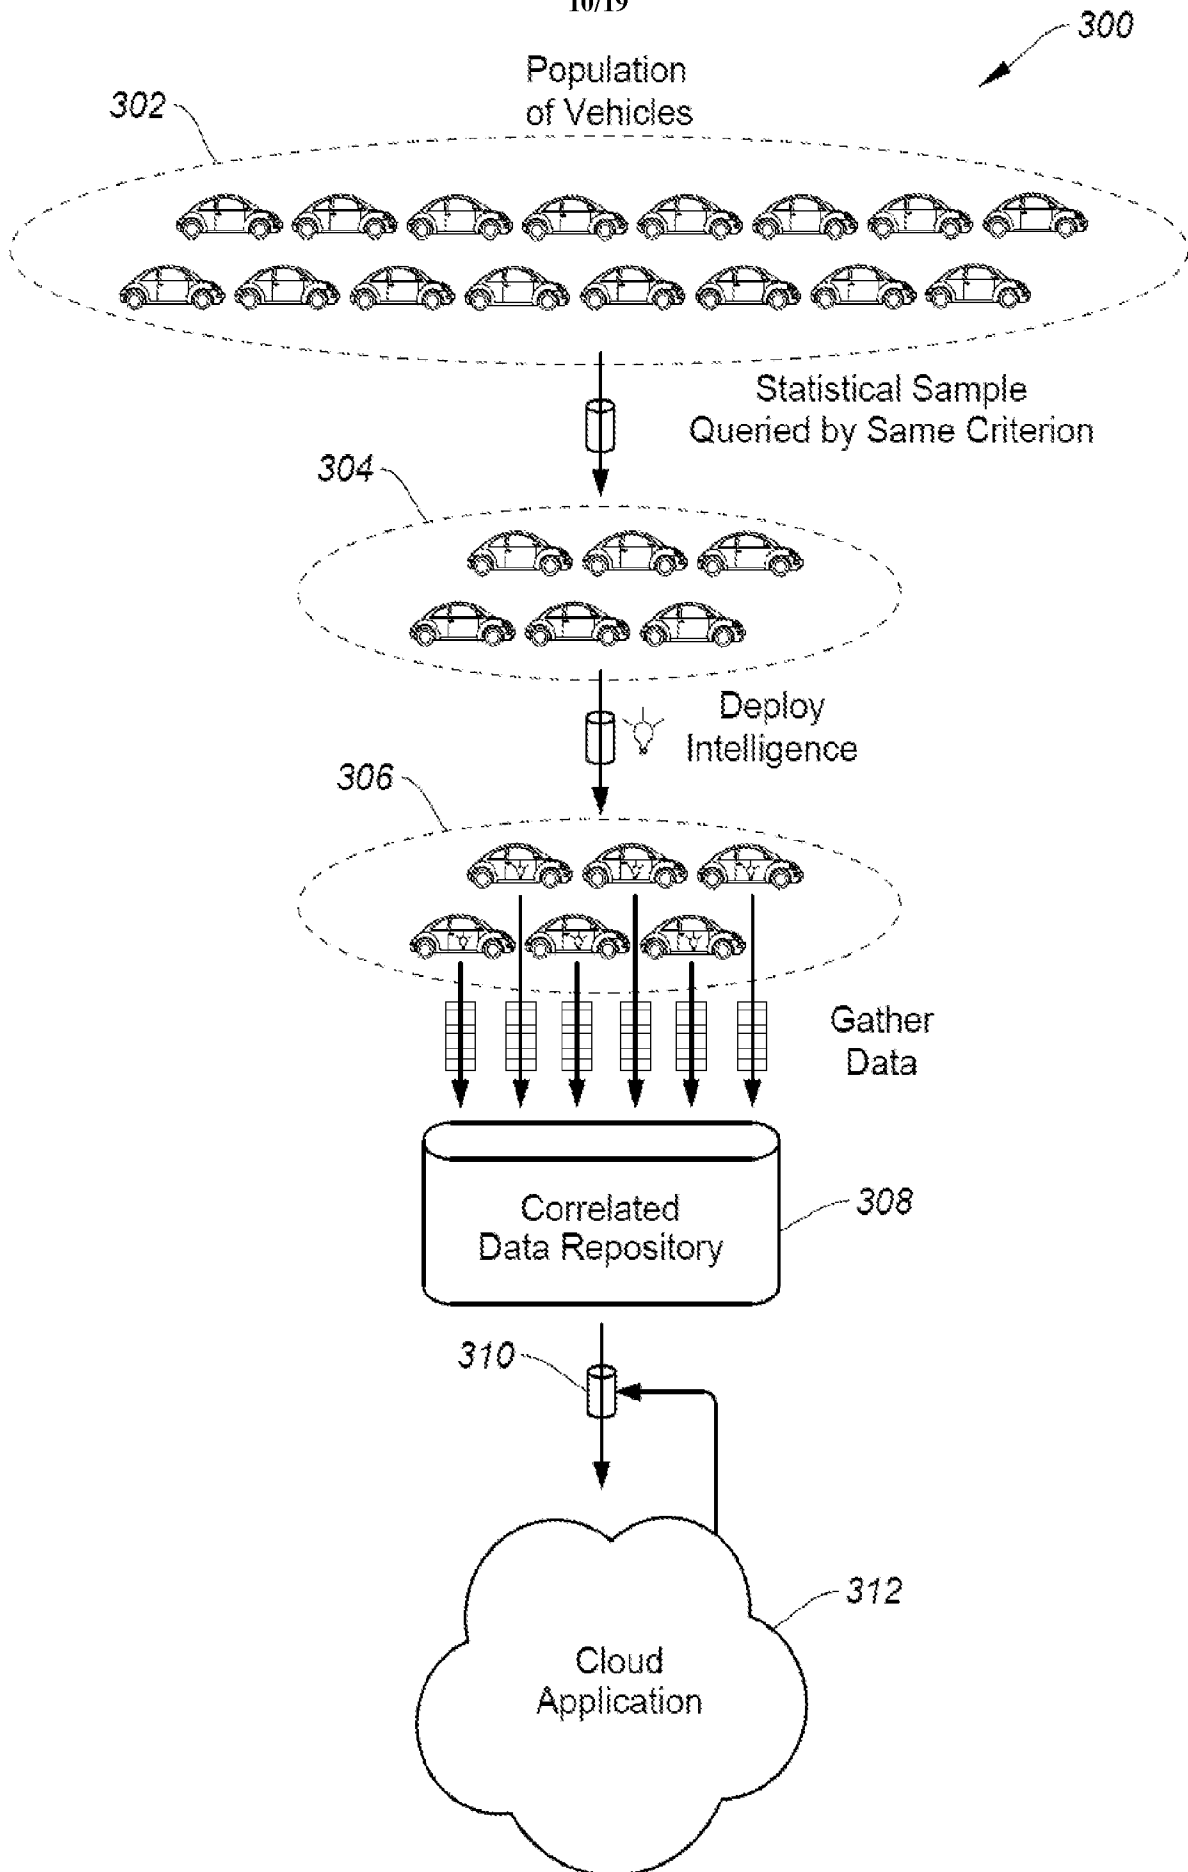 10/19
300
Population
of Vehicles
302
Statistical Sample
Queried by Same Criterion
304
Deploy
Intelligence
306
Gather
Data
Correlated
Data Repository
308
310
312
Cloud
Application